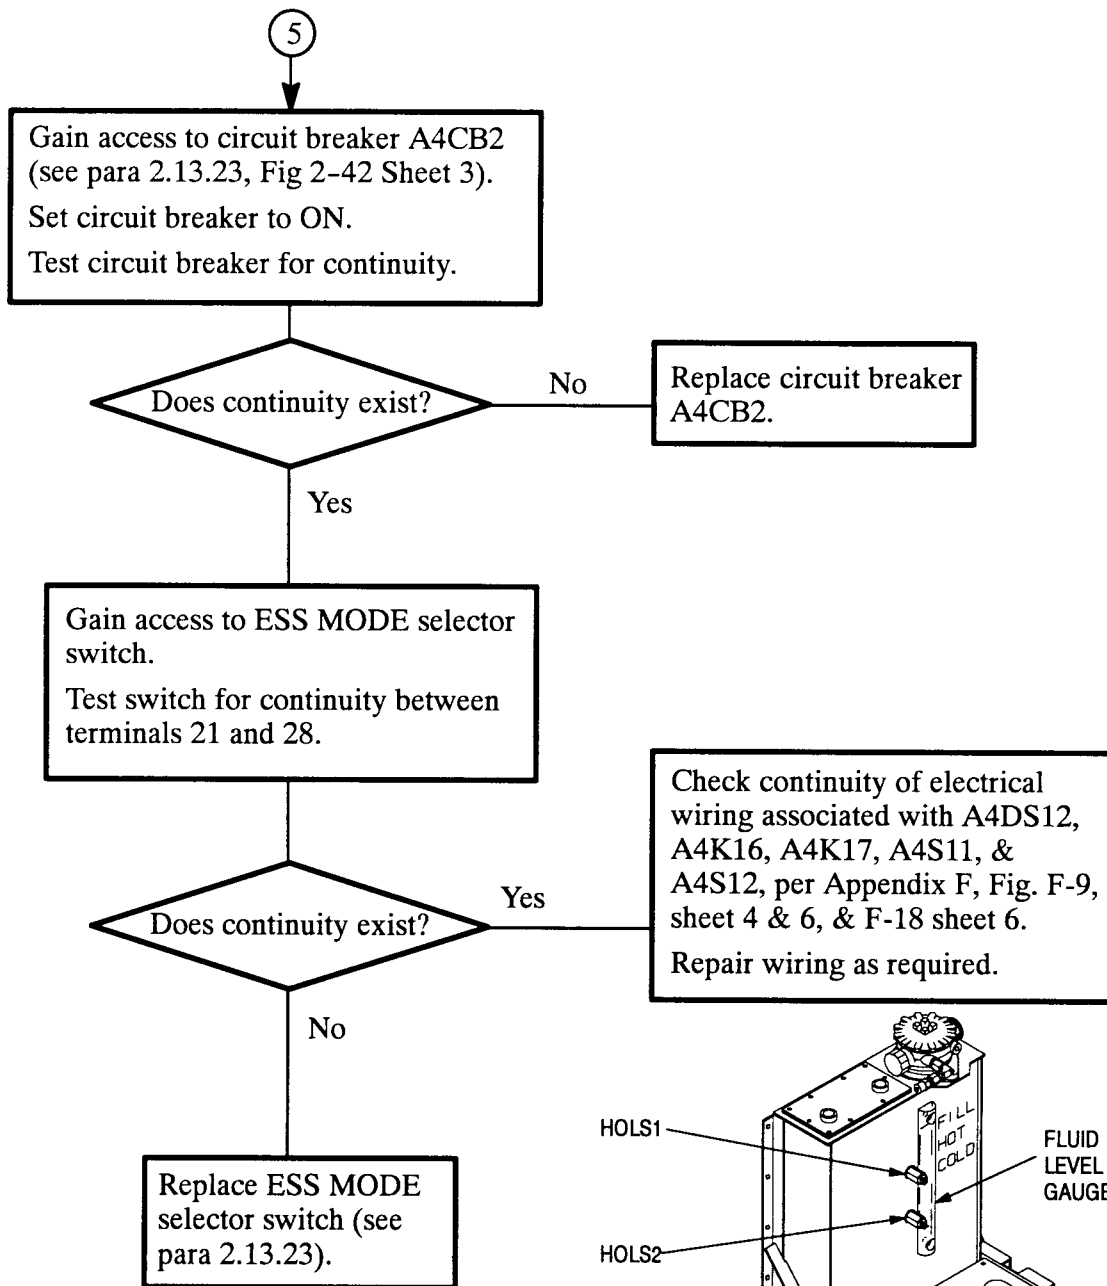 5
Gain access to circuit breaker A4CB2
(see para 2.13.23, Fig 2-42 Sheet 3).
Set circuit breaker to ON.
Test circuit breaker for continuity.
Does continuity exist?
No
Replace circuit breaker
A4CB2.
Yes
Gain access to ESS MODE selector
switch.
Test switch for continuity between
terminals 21 and 28.
Does continuity exist?
Yes
Check continuity of electrical
wiring associated with A4DS12,
A4K16, A4K17, A4S11, &
A4S12, per Appendix F, Fig. F-9,
sheet 4 & 6, & F-18 sheet 6.
Repair wiring as required.
No
Replace ESS MODE
selector switch (see
para 2.13.23).
HOLS1
HOLS2
FILL
HOT
COLD
FLUID
LEVEL
GAUGE